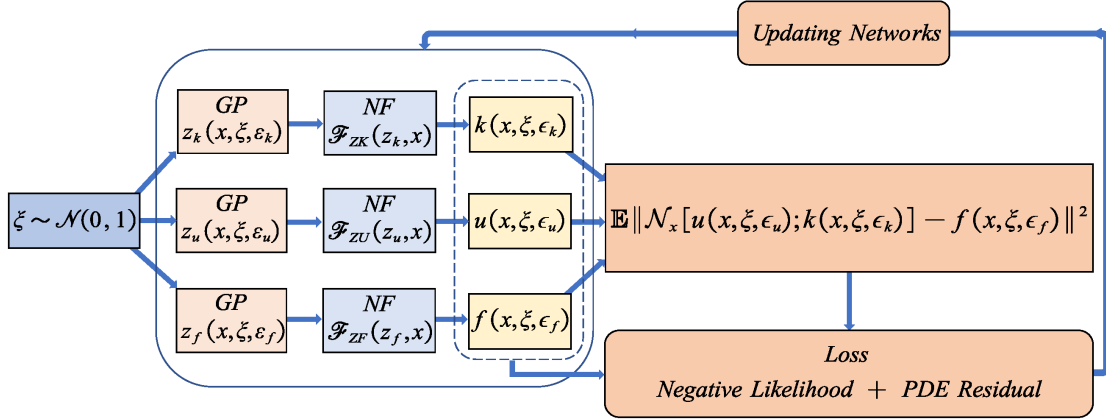 Updating Networks
GP
z_k(x,ξ,ε_k)
NF
ℱ_ZK(z_k,x)
k(x,ξ,ϵ_k)
ξ∼𝒩(0,1)
GP
z_u(x,ξ,ε_u)
NF
ℱ_ZU(z_u,x)
u(x,ξ,ϵ_u)
𝔼‖𝒩_x[u(x,ξ,ϵ_u);k(x,ξ,ϵ_k)]−f(x,ξ,ϵ_f)‖²
GP
z_f(x,ξ,ε_f)
NF
ℱ_ZF(z_f,x)
f(x,ξ,ϵ_f)
Loss
Negative Likelihood + PDE Residual